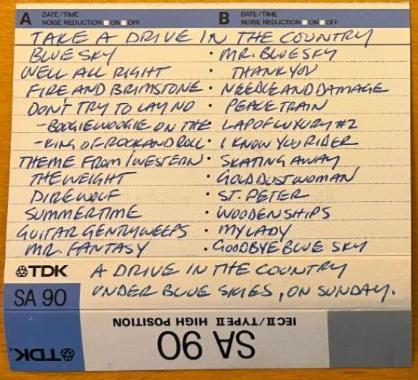 A DATE/TIME B DATE/TIME
NOISE REDUCTION ON OFF NOISE REDUCTION ON OFF
TAKE A DRIVE IN THE COUNTRY
BLUE SKY · MR. BLUE SKY
WELL ALL RIGHT · THANK YOU
FIRE AND BRIMSTONE · NEEDLE AND DAMAGE
DON'T TRY TO LAY NO · PEACE TRAIN
-BOOGIE WOOGIE ON THE LAP OF LUXURY #2
-KING OF ROCK AND ROLL · I KNOW YOU RIDER
THEME FROM/WESTERN · SKATING AWAY
THE WEIGHT · GOLD DUST WOMAN
DIRE WOLF · ST. PETER
SUMMERTIME · WOODEN SHIPS
GUITAR GENTLY WEEPS · MY LADY
MR. FANTASY · GOODBYE BLUE SKY
TDK A DRIVE IN THE COUNTRY
SA 90 UNDER BLUE SKIES, ON SUNDAY.
IEC II/TYPE II HIGH POSITION
TDK. SA 90